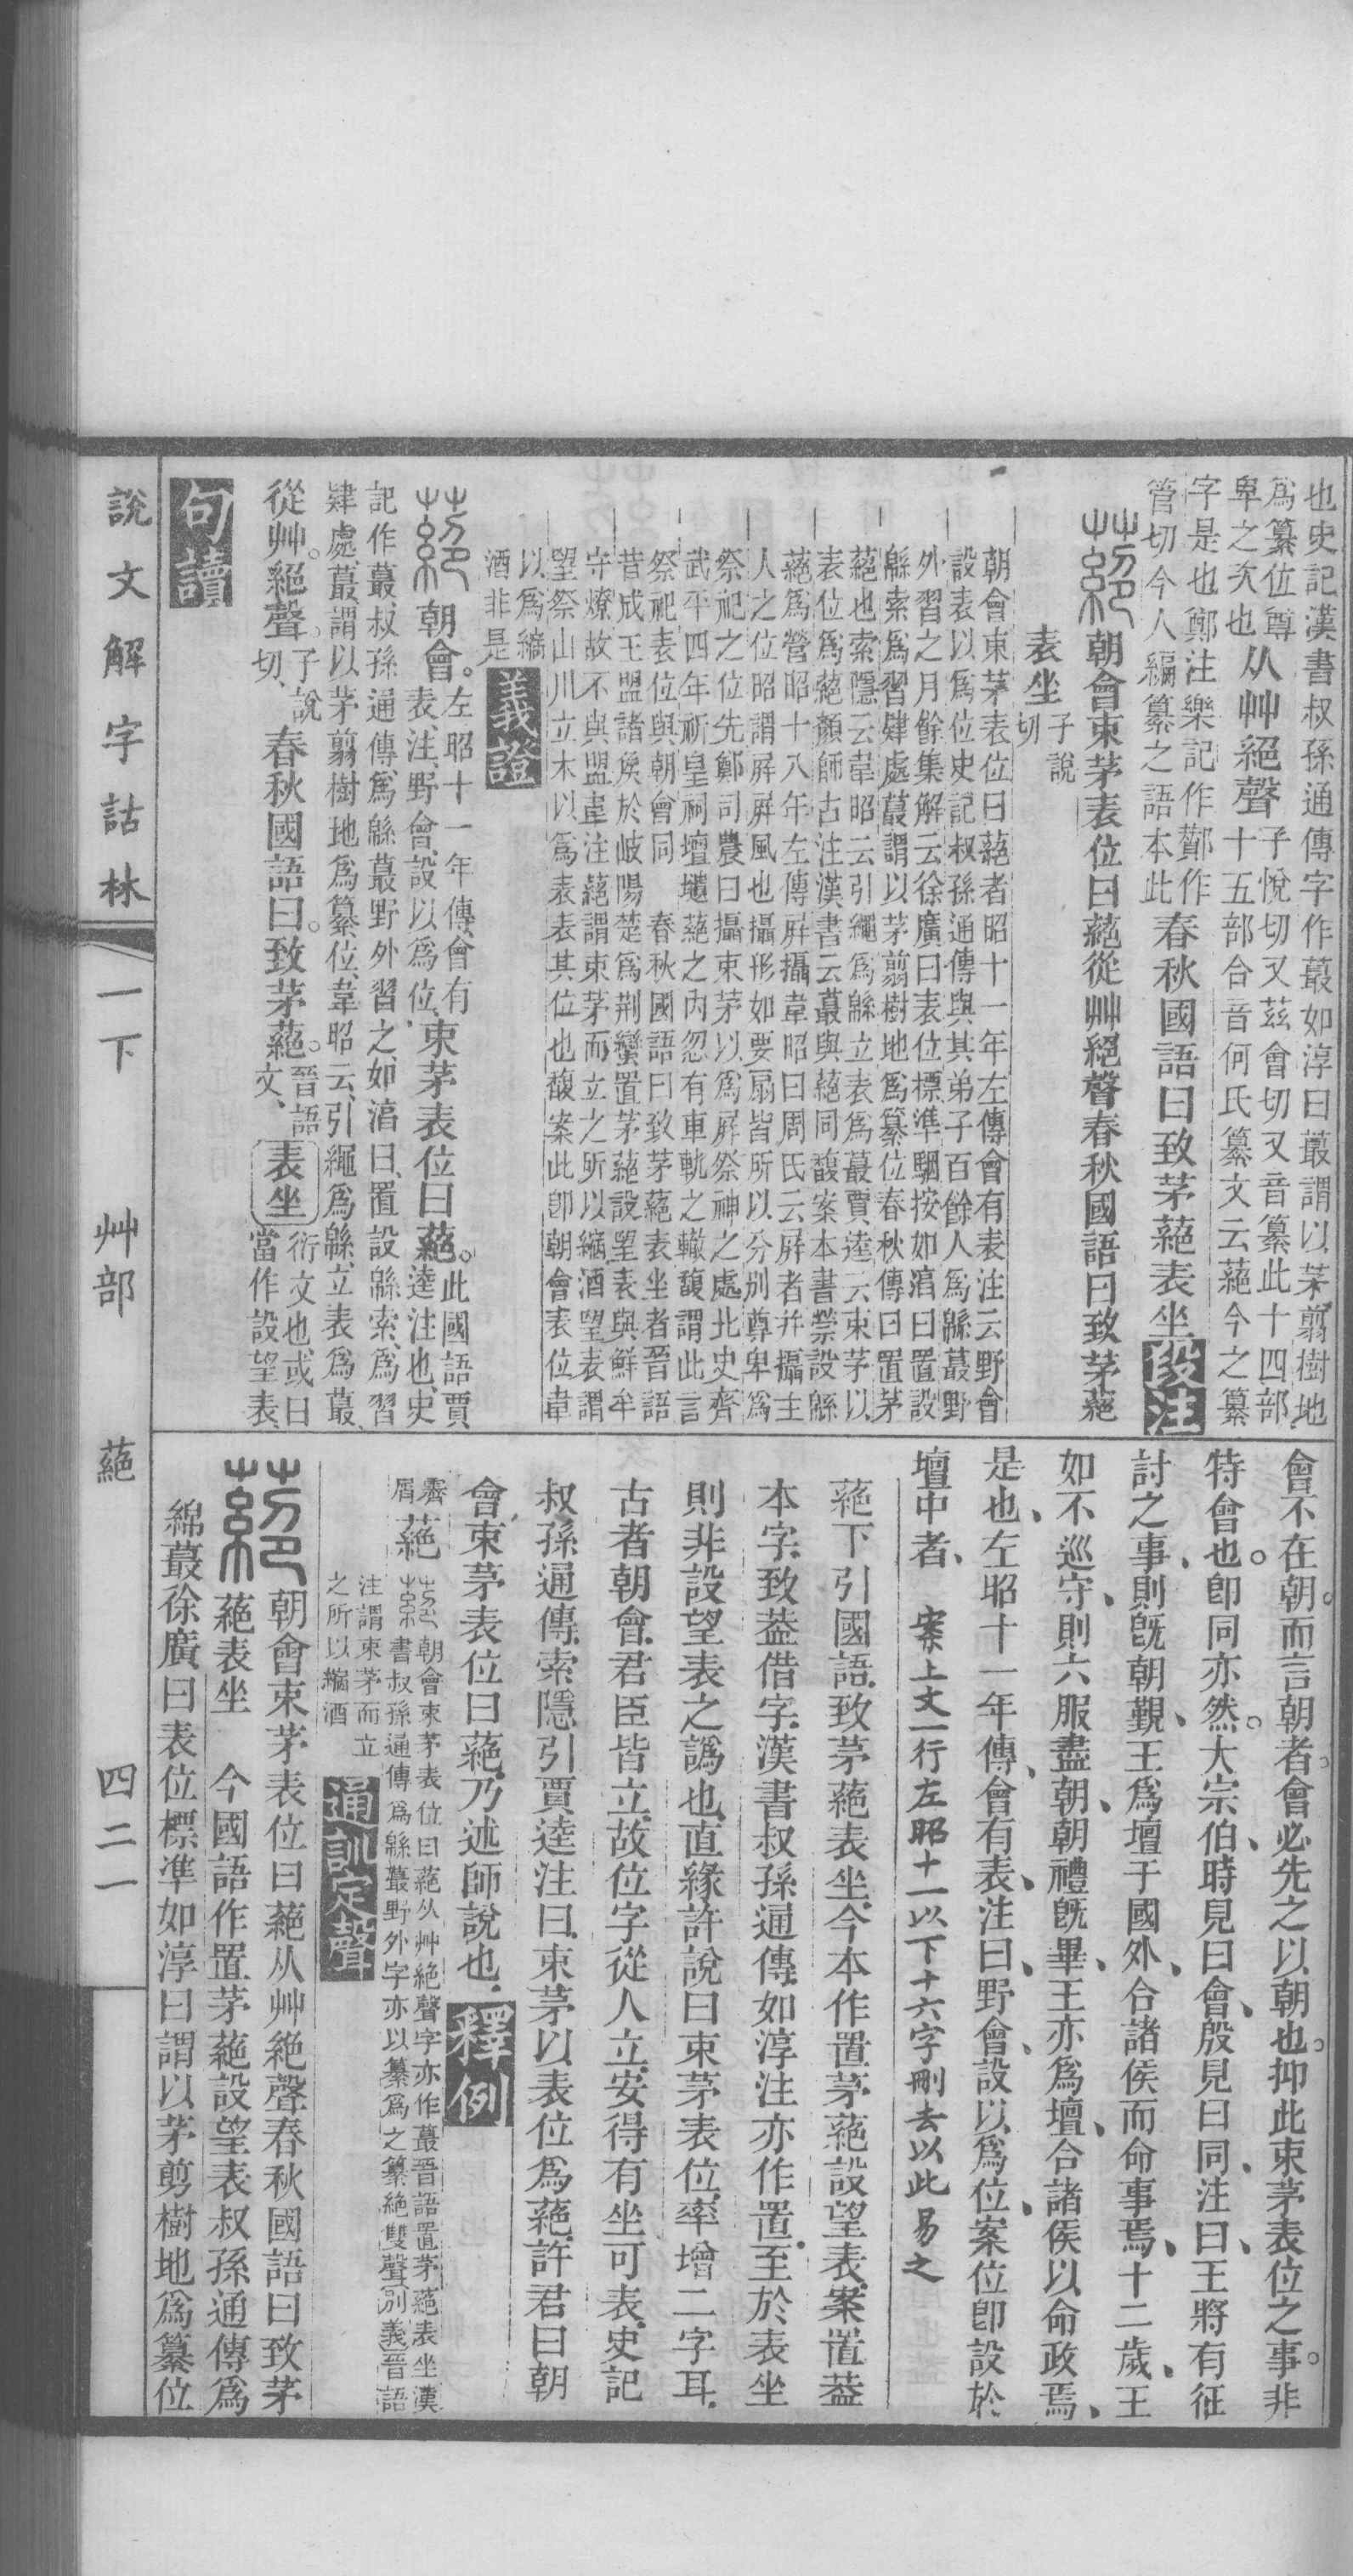 也史記漢書叔孫通傳字作蕞如淳曰蕞謂以茅翦樹地
爲纂位尊
卑之次也
从艸絕聲
子悅切又茲會切又音纂此十四部
十五部合音何氏纂文云蕝今之纂
字是也鄭注樂記作酇作
管切今人編纂之語本此
春秋國語曰致茅蕝表坐
段注
蕝朝會束茅表位曰蕝從艸絕聲春秋國語曰致茅蕝
表坐
子說
切
朝會束茅表位曰蕝者昭十一年左傳會有表注云野會
設表以爲位史記叔孫通傳與其弟子百餘人爲緜蕞野
外習之月餘集解云徐廣曰表位標準駰按如淳曰置設
緜索爲習肄處蕞謂以茅翦樹地爲纂位春秋傳曰置茅
蕝也索隱云韋昭云引繩爲緜立表爲蕞賈逵云束茅以
表位爲蕝顏師古注漢書云蕞與蕝同馥案本書禜設緜
蕝爲營昭十八年左傳屛攝韋昭曰周氏云屛者幷攝主
人之位昭謂屛屛風也攝形如要扇皆所以分別尊卑爲
祭祀之位先鄭司農曰攝束茅以爲屛祭神之處北史齊
武平四年祈皇祠壇壝蕝之內忽有車軌之轍馥謂此言
祭祀表位與朝會同　春秋國語曰致茅蕝表坐者晉語
昔成王盟諸侯於岐陽楚爲荆蠻置茅蕝設望表與鮮牟
守燎故不與盟韋注蕝謂束茅而立之所以縮酒望表謂
望祭山川立木以爲表表其位也馥案此卽朝會表位韋
以爲縮
酒非是
義證
蕝朝會。
左昭十一年傳、會有
表、注、野會、設以爲位、
束茅表位曰蕝。
此國語賈
逵注也、史
記作蕞、叔孫通傳、爲緜蕞野外習之、如淳曰、置設緜索、爲習
肄處、蕞謂以茅翦樹地、爲纂位、韋昭云、引繩爲緜、立表爲蕞、
從艸。絕聲。
子說
切、
春秋國語曰。致茅蕝。
晉語
文、
表坐
衍文也、或曰
當作設望表、
句讀
會不在朝。而言朝者。會必先之以朝也。抑此束茅表位之事。非
特會也。卽同亦然。大宗伯、時見曰會、殷見曰同、注曰、王將有征
討之事、則旣朝覲、王爲壇于國外、合諸侯而命事焉、十二歲、王
如不巡守、則六服盡朝、朝禮旣畢、王亦爲壇、合諸侯以命政焉、
是也、左昭十一年傳、會有表、注曰、野會、設以爲位、案位卽設於
壇中者、　案上文一行左昭十一以下十六字刪去以此易之
蕝下引國語、致茅蕝表坐、今本作置茅蕝設望表、案置葢
本字、致葢借字、漢書叔孫通傳、如淳注亦作置、至於表坐
則非設望表之譌也、直緣許說曰束茅表位、率增二字耳、
古者朝會、君臣皆立、故位字從人立、安得有坐可表、史記
叔孫通傳、索隱引賈逵注曰、束茅以表位爲蕝、許君曰朝
會束茅表位曰蕝、乃述師說也、
釋例
蕝
朝會束茅表位曰蕝从艸絕聲字亦作蕞晉語置茅蕝表坐漢
書叔孫通傳爲緜蕞野外字亦以纂爲之纂絕雙聲別義晉語
注謂束茅而立
之所以縮酒
通訓定聲
蕝朝會束茅表位曰蕝从艸絶聲春秋國語曰致茅
蕝表坐　今國語作置茅蕝設望表叔孫通傳爲
綿蕞徐廣曰表位標準如淳曰謂以茅剪樹地爲纂位
說文解字詁林
一下　艸部　蕝　四二一